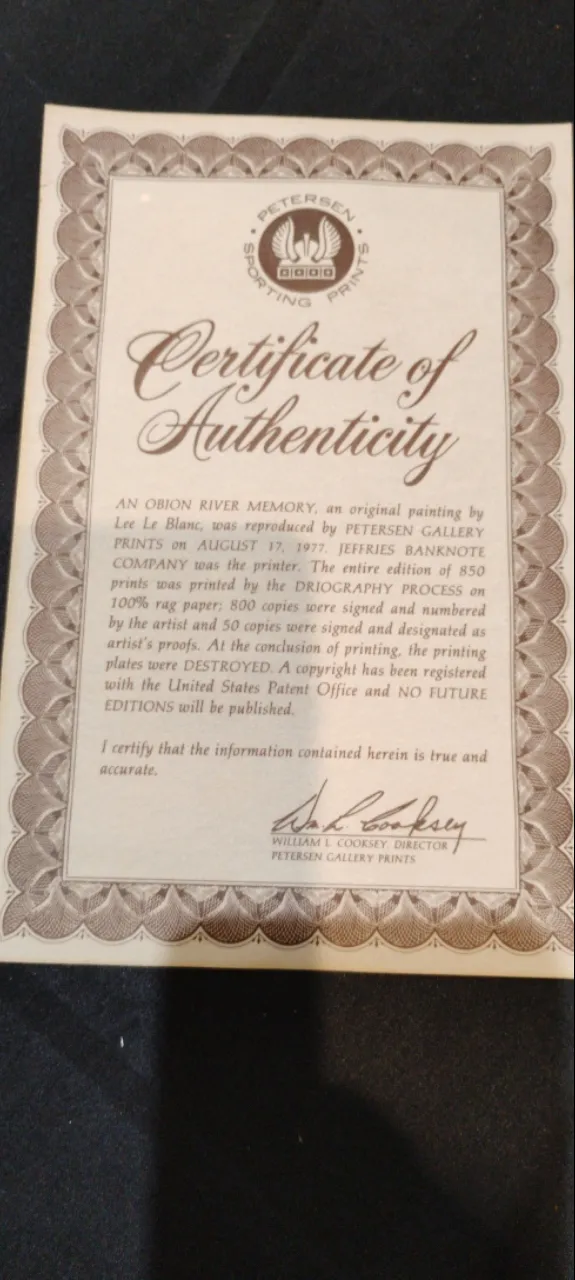 PETERSEN
SPORTING PRINTS
Certificate of
Authenticity
AN OBION RIVER MEMORY, an original painting by
Lee Le Blanc, was reproduced by PETERSEN GALLERY
PRINTS on AUGUST 17, 1977. JEFFRIES BANKNOTE
COMPANY was the printer. The entire edition of 850
prints was printed by the DRIOGRAPHY PROCESS on
100% rag paper; 800 copies were signed and numbered
by the artist and 50 copies were signed and designated as
artist's proofs. At the conclusion of printing, the printing
plates were DESTROYED. A copyright has been registered
with the United States Patent Office and NO FUTURE
EDITIONS will be published.
I certify that the information contained herein is true and
accurate.
Wm L. Cooksey
WILLIAM L. COOKSEY, DIRECTOR
PETERSEN GALLERY PRINTS